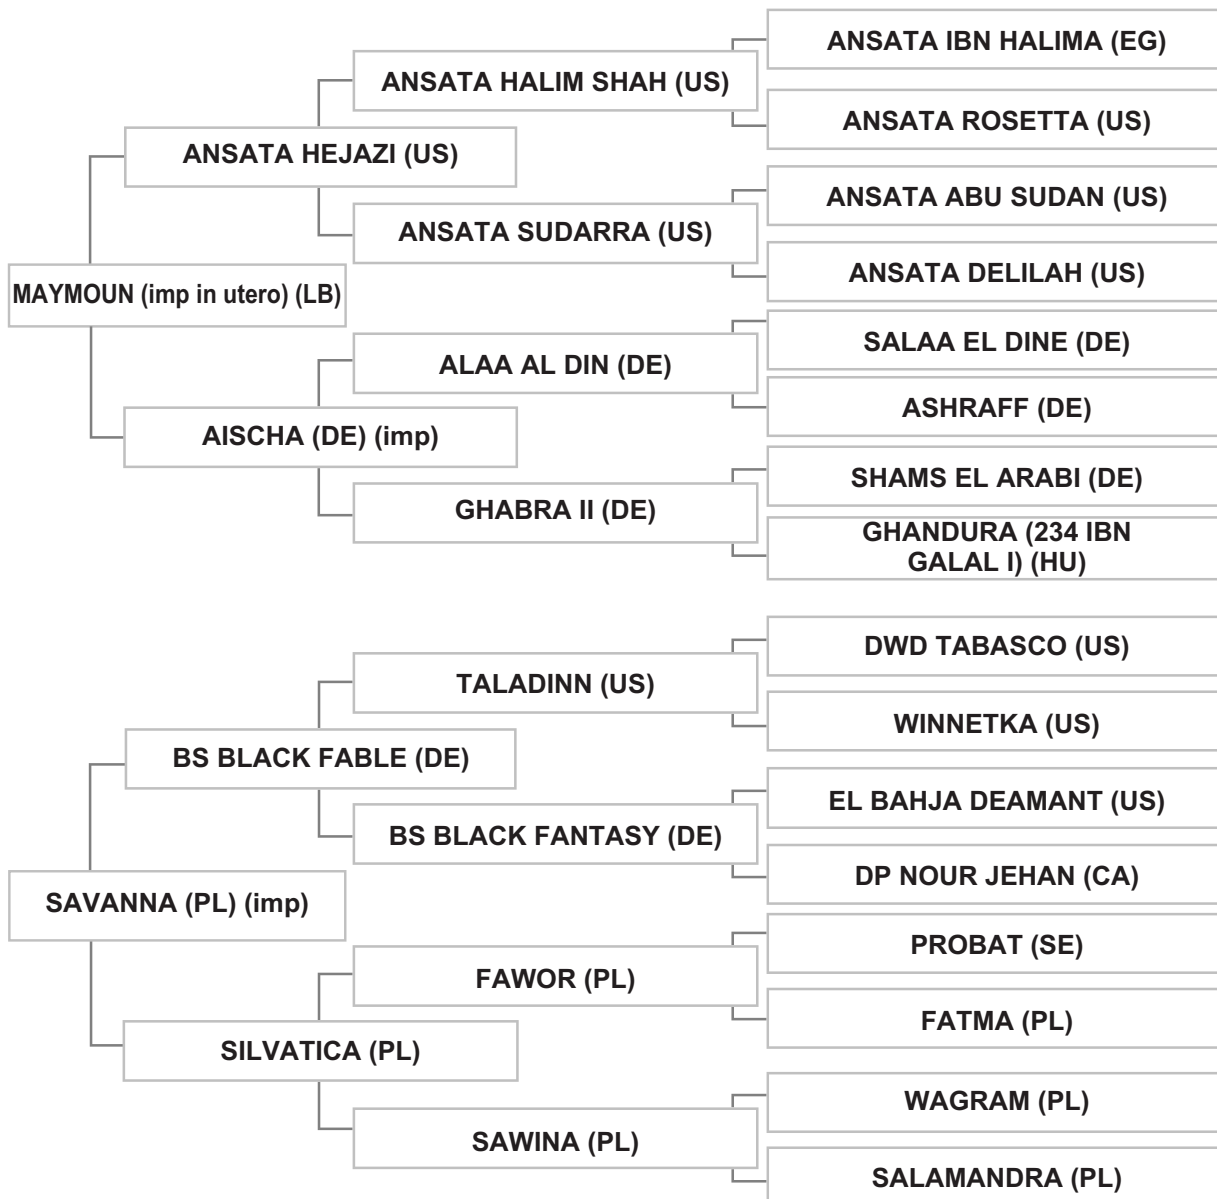 ANSATA IBN HALIMA (EG)
ANSATA HALIM SHAH (US)
ANSATA ROSETTA (US)
ANSATA HEJAZI (US)
ANSATA ABU SUDAN (US)
ANSATA SUDARRA (US)
ANSATA DELILAH (US)
MAYMOUN (imp in utero) (LB)
SALAA EL DINE (DE)
ALAA AL DIN (DE)
ASHRAFF (DE)
AISCHA (DE) (imp)
SHAMS EL ARABI (DE)
GHABRA II (DE)
GHANDURA (234 IBN
GALAL I) (HU)
DWD TABASCO (US)
TALADINN (US)
WINNETKA (US)
BS BLACK FABLE (DE)
EL BAHJA DEAMANT (US)
BS BLACK FANTASY (DE)
DP NOUR JEHAN (CA)
SAVANNA (PL) (imp)
PROBAT (SE)
FAWOR (PL)
FATMA (PL)
SILVATICA (PL)
WAGRAM (PL)
SAWINA (PL)
SALAMANDRA (PL)